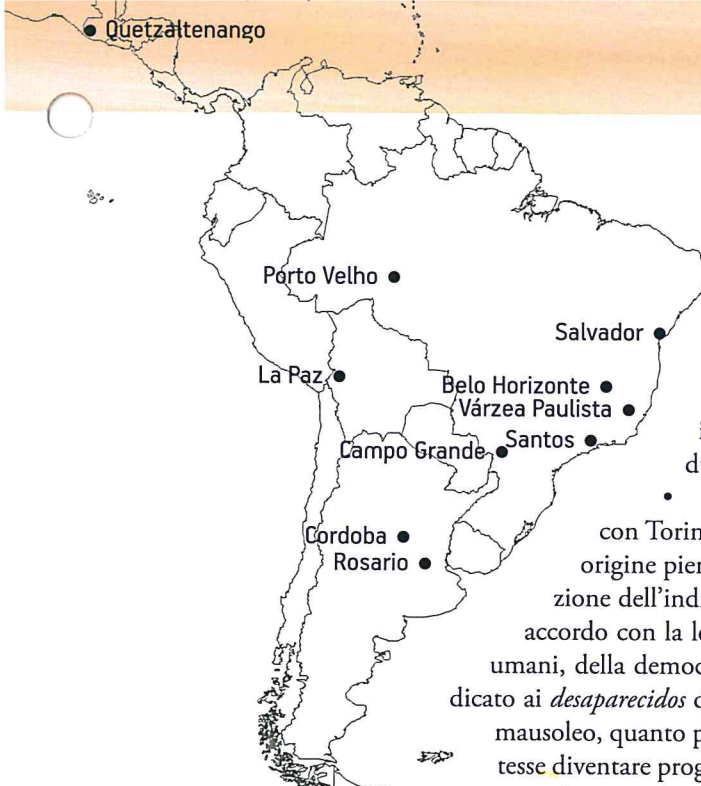 Quetzaltenango
Porto Velho
Salvador
La Paz
Belo Horizonte
Várzea Paulista
Campo Grande
Santos
Cordoba
Rosario
•
con Torin
origine pier
zione dell'ind
accordo con la
umani, della democ
dicato ai desaparecidos
mausoleo, quanto p
tesse diventare prog